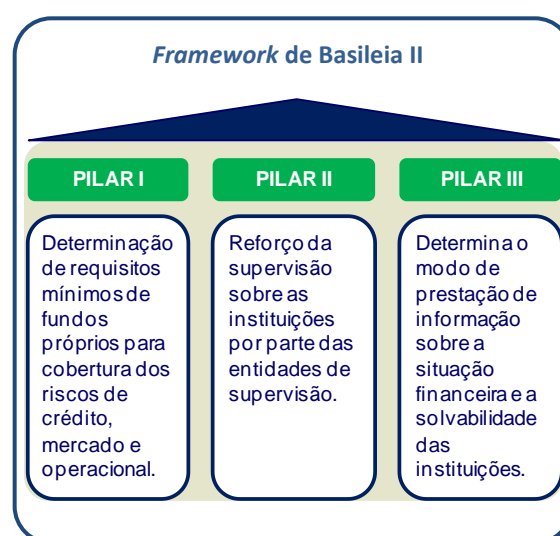 Framework de Basileia II
PILAR I
PILAR II
PILAR III
Determinação
de requisitos
mínimos de
fundos
próprios para
cobertura dos
riscos de
crédito,
mercado e
operacional.
Reforço da
supervisão
sobre as
instituições
por parte das
entidades de
supervisão.
Determina o
modo de
prestação de
informação
sobre a
situação
financeira e a
solvabilidade
das
instituições.